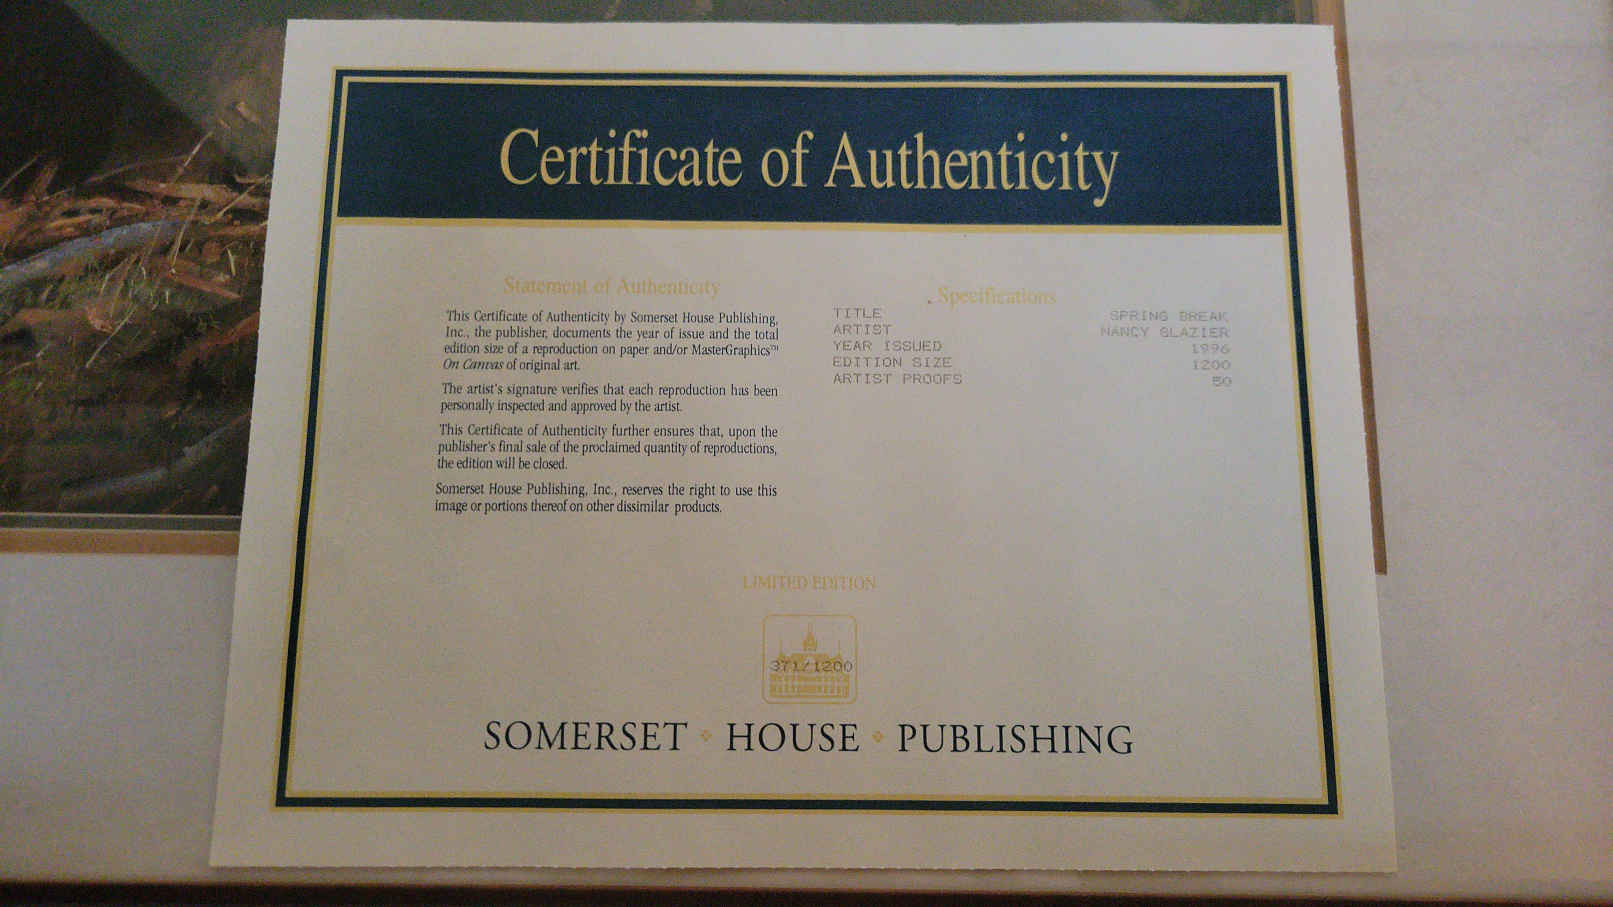 Certificate of Authenticity
Statement of Authenticity
This Certificate of Authenticity by Somerset House Publishing,
Inc., the publisher, documents the year of issue and the total
edition size of a reproduction on paper and/or MasterGraphics™
On Canvas of original art.
The artist's signature verifies that each reproduction has been
personally inspected and approved by the artist.
This Certificate of Authenticity further ensures that, upon the
publisher's final sale of the proclaimed quantity of reproductions,
the edition will be closed.
Somerset House Publishing, Inc., reserves the right to use this
image or portions thereof on other dissimilar products.
Specifications
TITLE SPRING BREAK
ARTIST NANCY GLAZIER
YEAR ISSUED 1996
EDITION SIZE 1200
ARTIST PROOFS 50
LIMITED EDITION
371/1200
SOMERSET HOUSE PUBLISHING